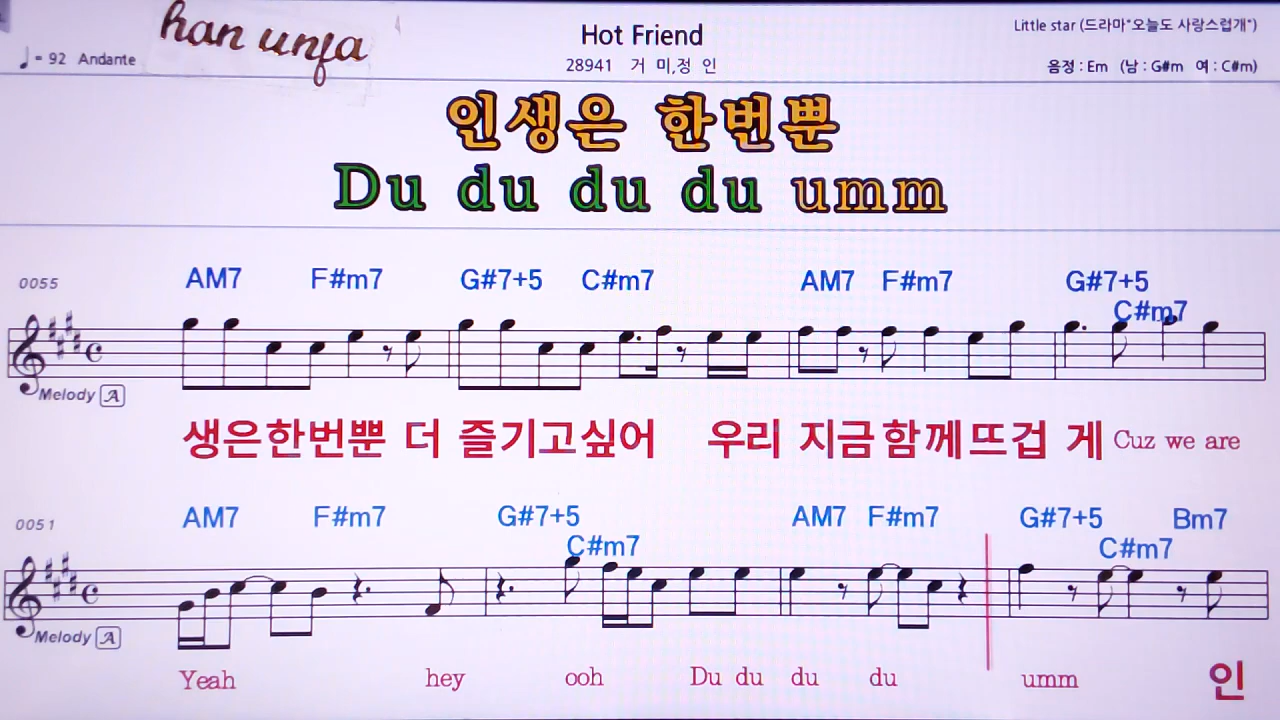 han unja
Hot Friend
Little star (드라마"오늘도 사랑스럽개")
♩= 92 Andante
28941 거 미,정 인
음정 : Em (남 : G#m 여 : C#m)
인생은 한번뿐
Du du du du umm
0055 AM7 F#m7 G#7+5 C#m7 AM7 F#m7 G#7+5 C#m7
Melody A
생은한번뿐 더 즐기고싶어 우리 지금함께뜨겁 게 Cuz we are
0051 AM7 F#m7 G#7+5 C#m7 AM7 F#m7 G#7+5 C#m7 Bm7
Melody A
Yeah hey ooh Du du du du umm 인